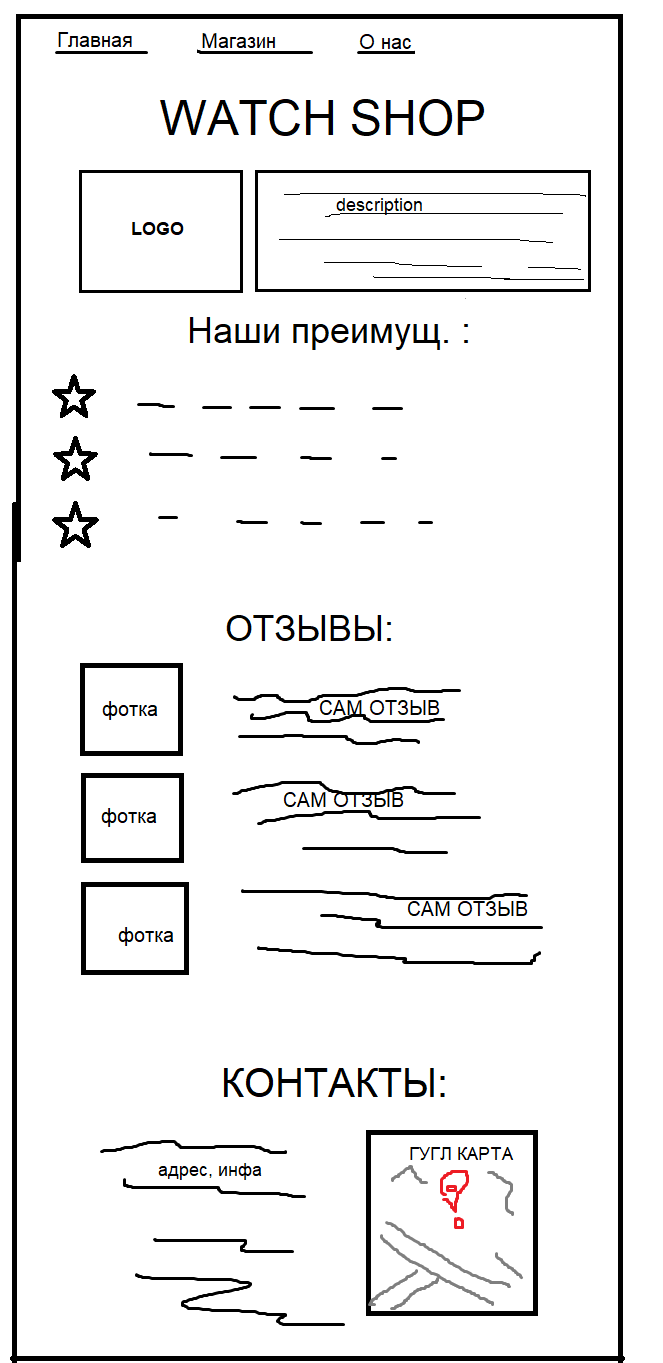 Главная Магазин О нас
WATCH SHOP
LOGO
description
Наши преимущ. :
ОТЗЫВЫ:
фотка
САМ ОТЗЫВ
фотка
САМ ОТЗЫВ
фотка
САМ ОТЗЫВ
КОНТАКТЫ:
адрес, инфа
ГУГЛ КАРТА